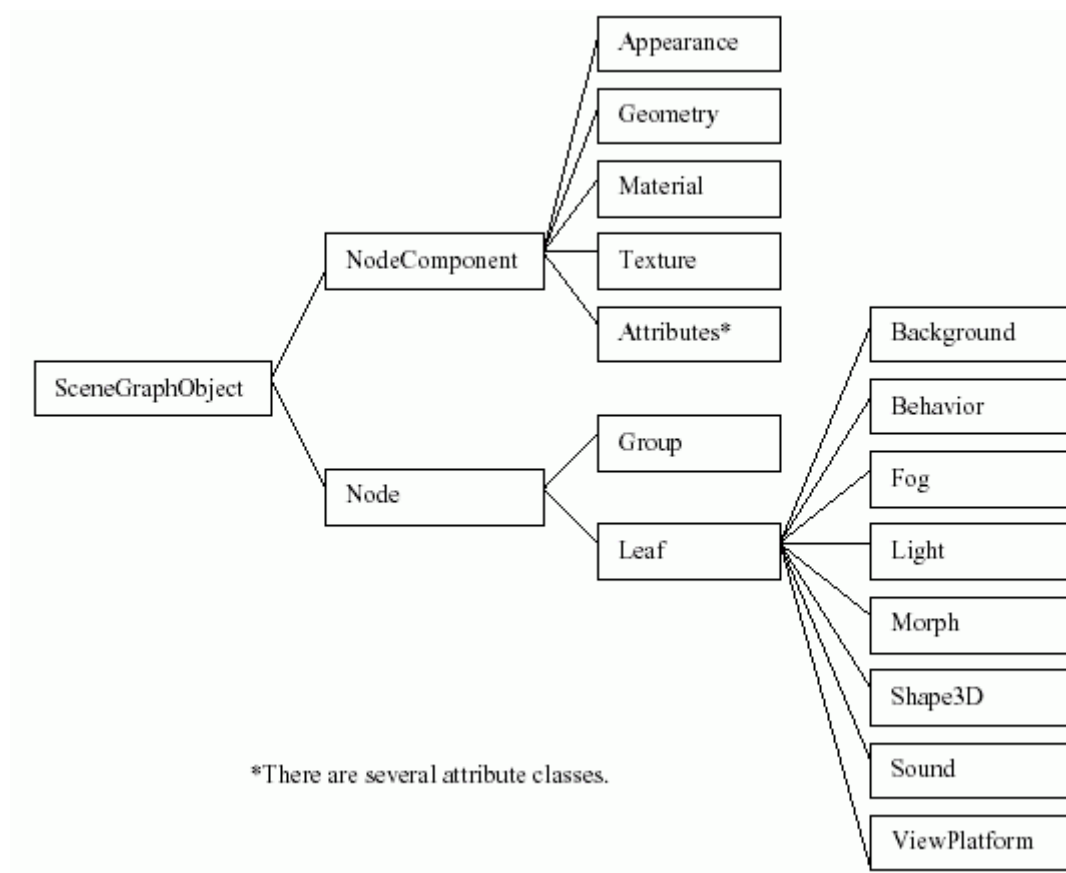 Appearance
Geometry
Material
NodeComponent
Texture
Attributes*
Background
SceneGraphObject
Behavior
Group
Fog
Node
Leaf
Light
Morph
Shape3D
*There are several attribute classes.
Sound
ViewPlatform